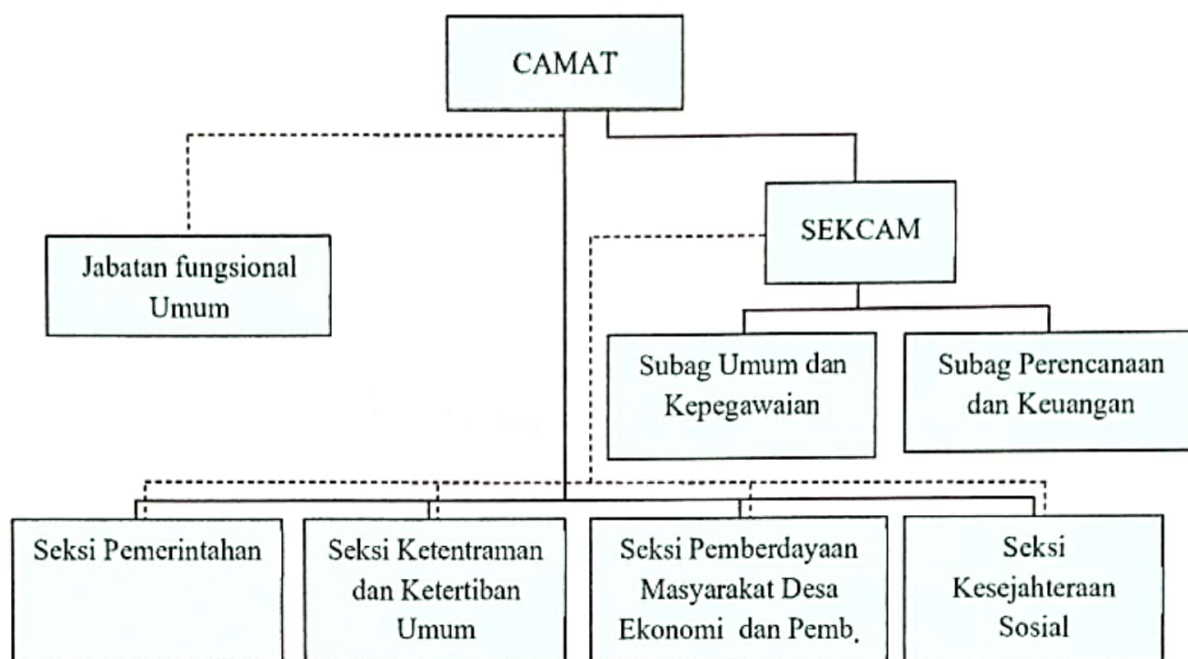 CAMAT
SEKCAM
Jabatan fungsional
Umum
Subag Umum dan
Kepegawaian
Subag Perencanaan
dan Keuangan
Seksi Pemerintahan
Seksi Ketentraman
dan Ketertiban
Umum
Seksi Pemberdayaan
Masyarakat Desa
Ekonomi dan Pemb.
Seksi
Kesejahteraan
Sosial